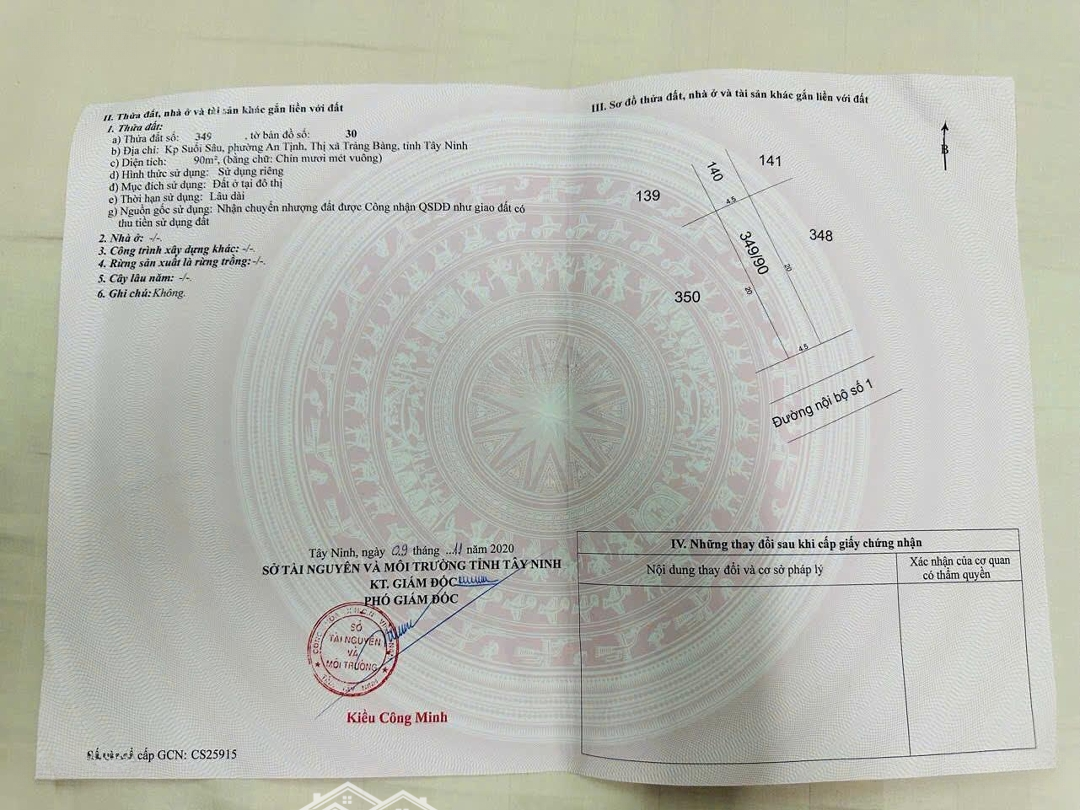 II. Thửa đất, nhà ở và tài sản khác gắn liền với đất
1. Thửa đất:
a) Thửa đất số: 349 , tờ bản đồ số: 30
b) Địa chỉ: Kp Suối Sâu, phường An Tịnh, Thị xã Trảng Bàng, tỉnh Tây Ninh
c) Diện tích: 90m², (bằng chữ: Chín mươi mét vuông)
d) Hình thức sử dụng: Sử dụng riêng
đ) Mục đích sử dụng: Đất ở tại đô thị
e) Thời hạn sử dụng: Lâu dài
g) Nguồn gốc sử dụng: Nhận chuyển nhượng đất được Công nhận QSDĐ như giao đất có
thu tiền sử dụng đất
2. Nhà ở: -/-.
3. Công trình xây dựng khác: -/-.
4. Rừng sản xuất là rừng trồng: -/-.
5. Cây lâu năm: -/-.
6. Ghi chú: Không.
Tây Ninh, ngày 09 tháng ...11 năm 2020
SỞ TÀI NGUYÊN VÀ MÔI TRƯỜNG TỈNH TÂY NINH
KT. GIÁM ĐỐC
PHÓ GIÁM ĐỐC
SỞ
TÀI NGUYÊN
VÀ
MÔI TRƯỜNG
Kiều Công Minh
cấp GCN: CS25915
III. Sơ đồ thửa đất, nhà ở và tài sản khác gắn liền với đất
B
141
140
139
4.5
348
349/90
20
20
350
4.5
Đường nội bộ số 1
IV. Những thay đổi sau khi cấp giấy chứng nhận
Nội dung thay đổi và cơ sở pháp lý
Xác nhận của cơ quan
có thẩm quyền